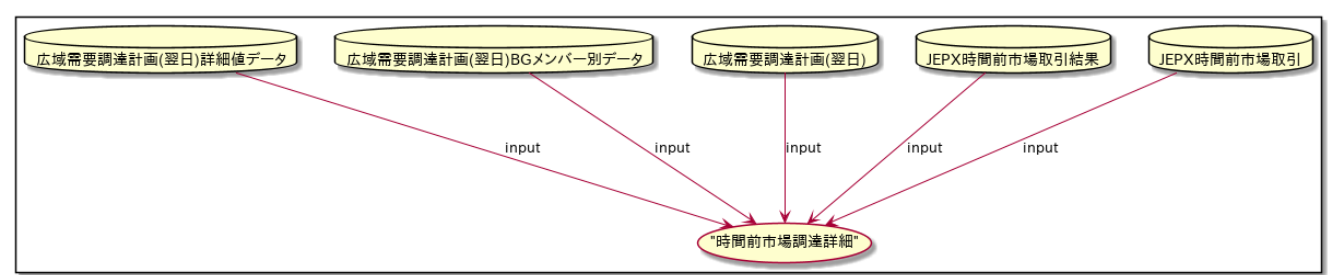 広域需要調達計画(翌日)詳細値データ
広域需要調達計画(翌日)BGメンバー別データ
広域需要調達計画(翌日)
JEPX時間前市場取引結果
JEPX時間前市場取引
input
input
input
input
input
"時間前市場調達詳細"